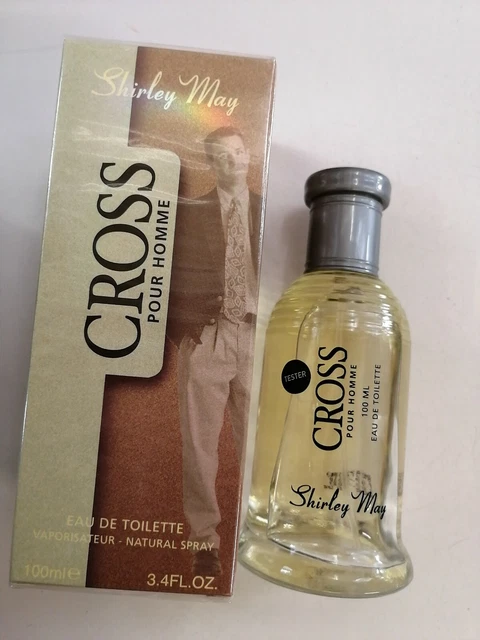 Shirley May
CROSS
POUR HOMME
EAU DE TOILETTE
VAPORISATEUR - NATURAL SPRAY
100ml℮
3.4FL.OZ.
TESTER
CROSS
POUR HOMME
100 ML
EAU DE TOILETTE
Shirley May